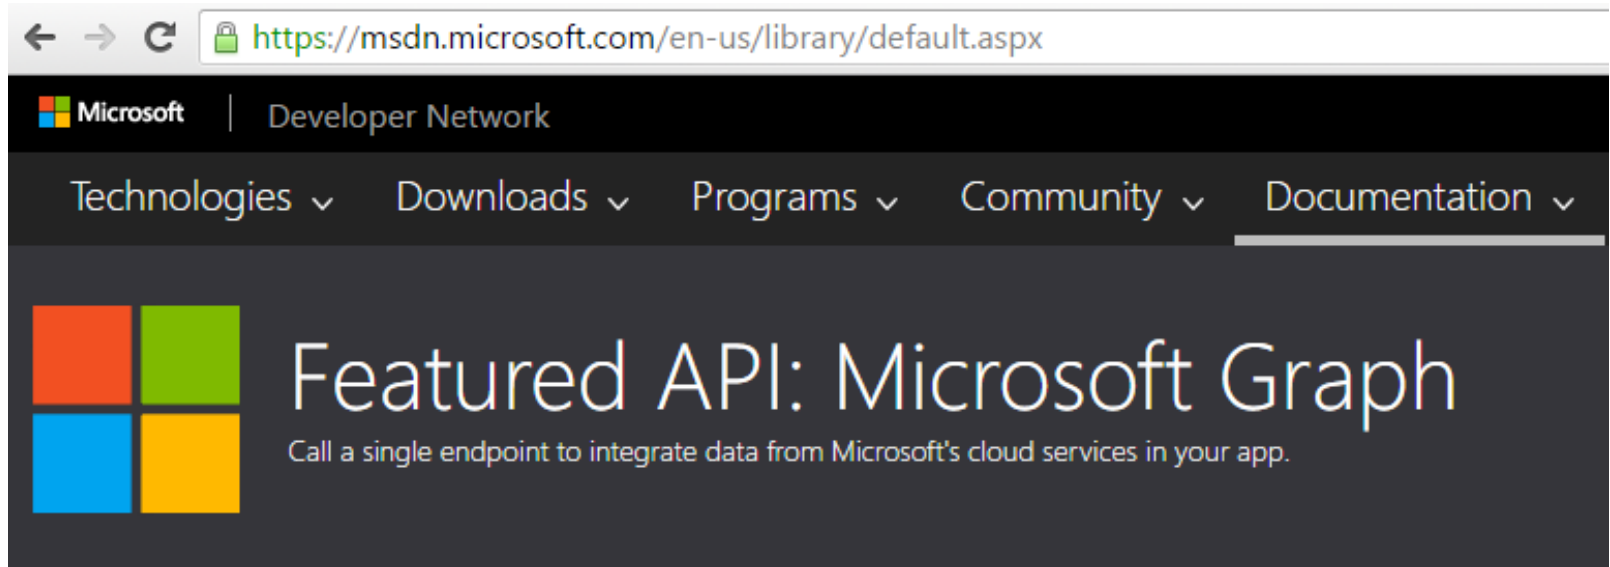 https://msdn.microsoft.com/en-us/library/default.aspx
Microsoft | Developer Network
Technologies Downloads Programs Community Documentation
Featured API: Microsoft Graph
Call a single endpoint to integrate data from Microsoft's cloud services in your app.